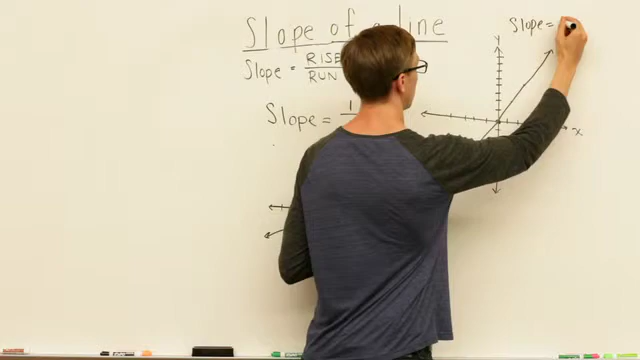 Slope of a line
Slope = RISE
RUN
Slope = 1
Slope =
Y
X